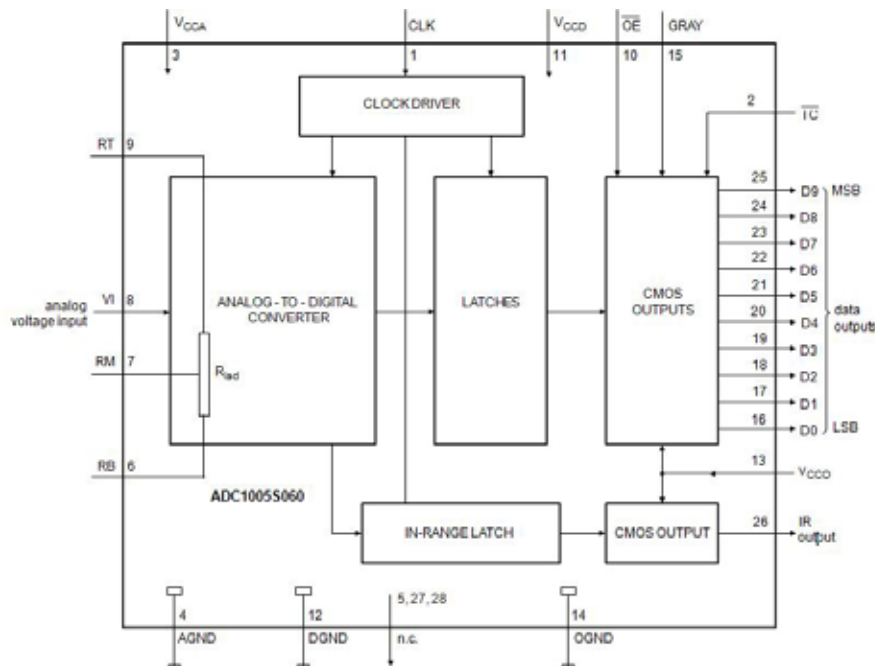 VCCA CLK VCCD OE GRAY
3 1 11 10 15
CLOCK DRIVER
2 TC
RT 9
25 D9 MSB
24 D8
23 D7
22 D6
21 D5
20 D4
19 D3
18 D2
17 D1
16 D0 LSB
data
outputs
VI 8
analog
voltage input
ANALOG - TO - DIGITAL
CONVERTER
LATCHES
CMOS
OUTPUTS
RM 7
Rlad
RB 6
13 VCCO
ADC1005S060
IN-RANGE LATCH
CMOS OUTPUT
26 IR
output
4 12 5, 27, 28 14
AGND DGND n.c. OGND